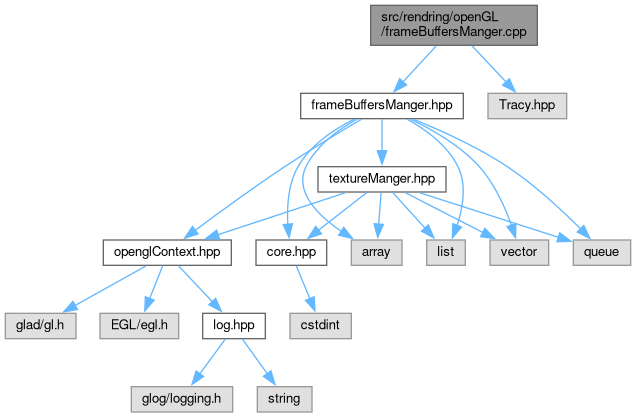 src/rendring/openGL
/frameBuffersManger.cpp
frameBuffersManger.hpp
Tracy.hpp
textureManger.hpp
openglContext.hpp
core.hpp
array
list
vector
queue
glad/gl.h
EGL/egl.h
log.hpp
cstdint
glog/logging.h
string